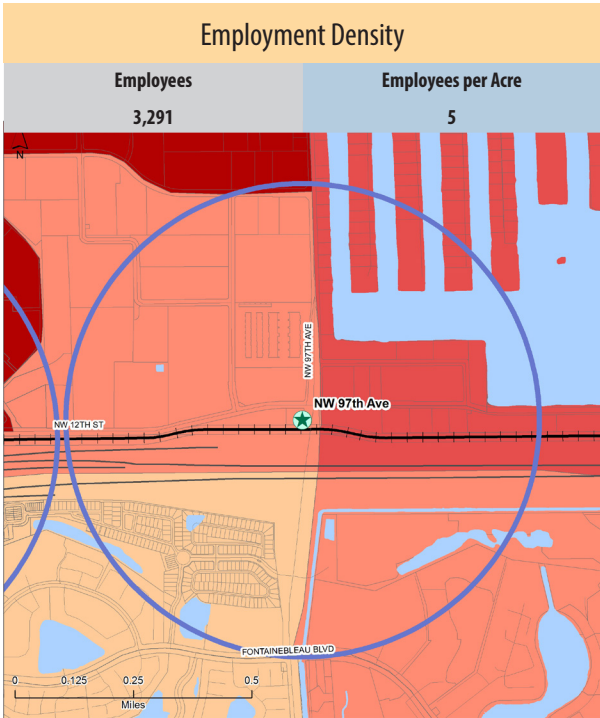 Employment Density
Employees
Employees per Acre
3,291
5
N
NW 97TH AVE
NW 97th Ave
NW 12TH ST
FONTAINEBLEAU BLVD
0 0.125 0.25 0.5
Miles